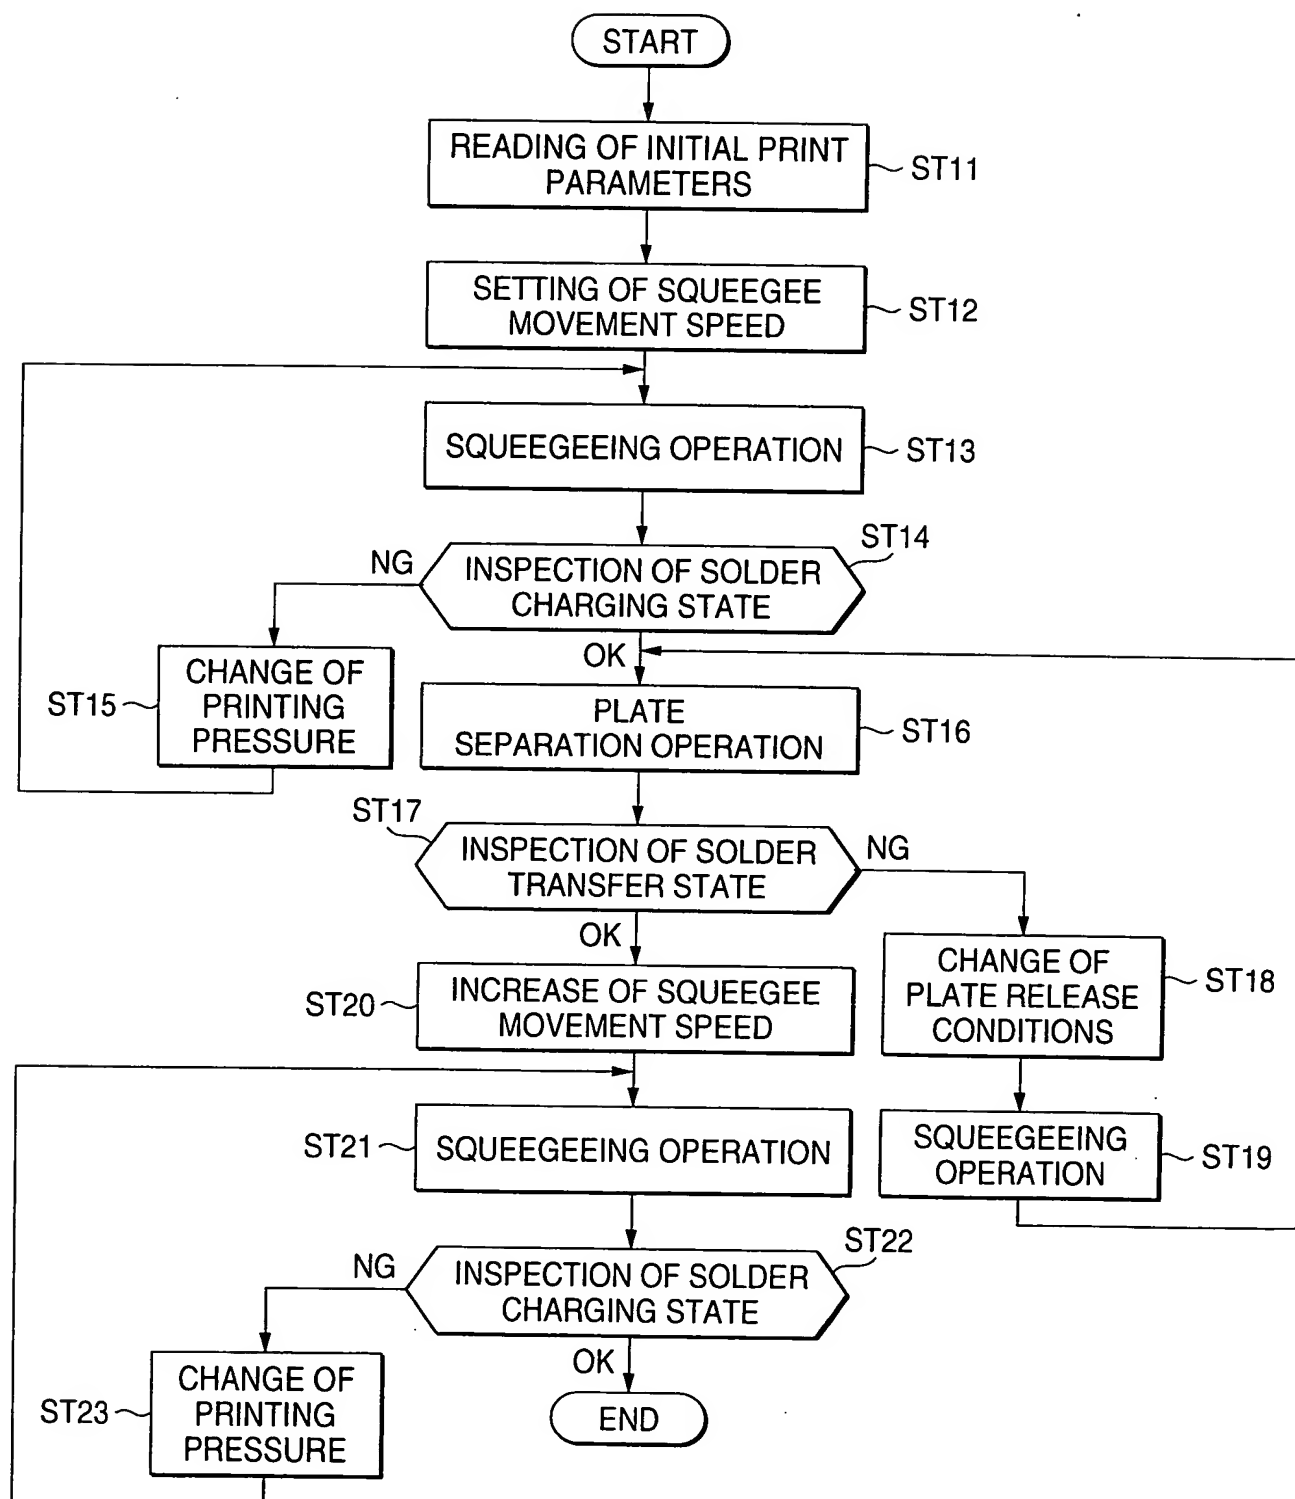 START
READING OF INITIAL PRINT
PARAMETERS
ST11
SETTING OF SQUEEGEE
MOVEMENT SPEED
ST12
SQUEEGEEING OPERATION
ST13
ST14
NG
INSPECTION OF SOLDER
CHARGING STATE
OK
ST15
CHANGE OF
PRINTING
PRESSURE
PLATE
SEPARATION OPERATION
ST16
ST17
INSPECTION OF SOLDER
TRANSFER STATE
NG
OK
CHANGE OF
PLATE RELEASE
CONDITIONS
ST18
ST20
INCREASE OF SQUEEGEE
MOVEMENT SPEED
ST21
SQUEEGEEING OPERATION
SQUEEGEEING
OPERATION
ST19
ST22
NG
INSPECTION OF SOLDER
CHARGING STATE
OK
ST23
CHANGE OF
PRINTING
PRESSURE
END